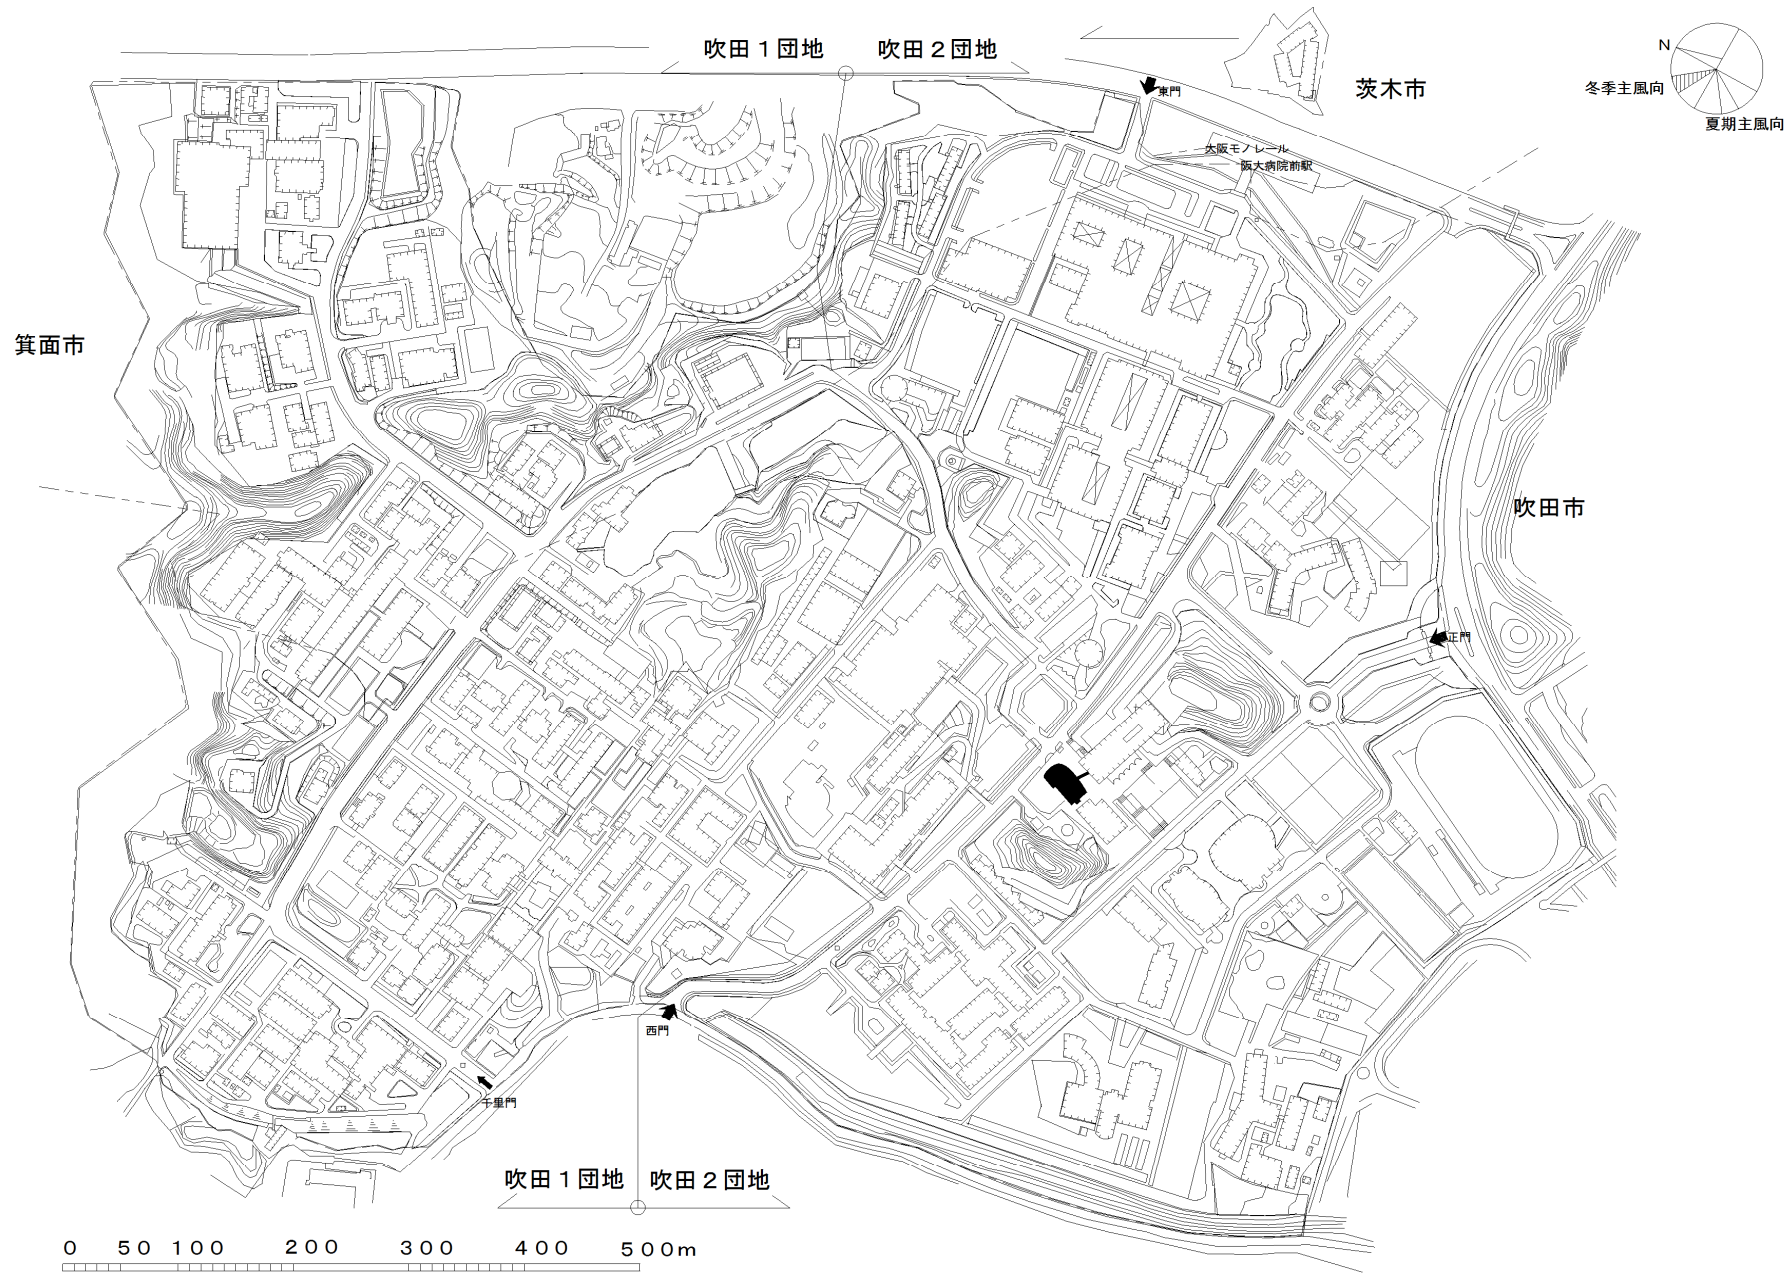 吹田１団地
吹田２団地
東門
茨木市
N
冬季主風向
夏期主風向
大阪モノレール
阪大病院前駅
箕面市
吹田市
正門
西門
千里門
吹田１団地
吹田２団地
0 50 100 200 300 400 500m